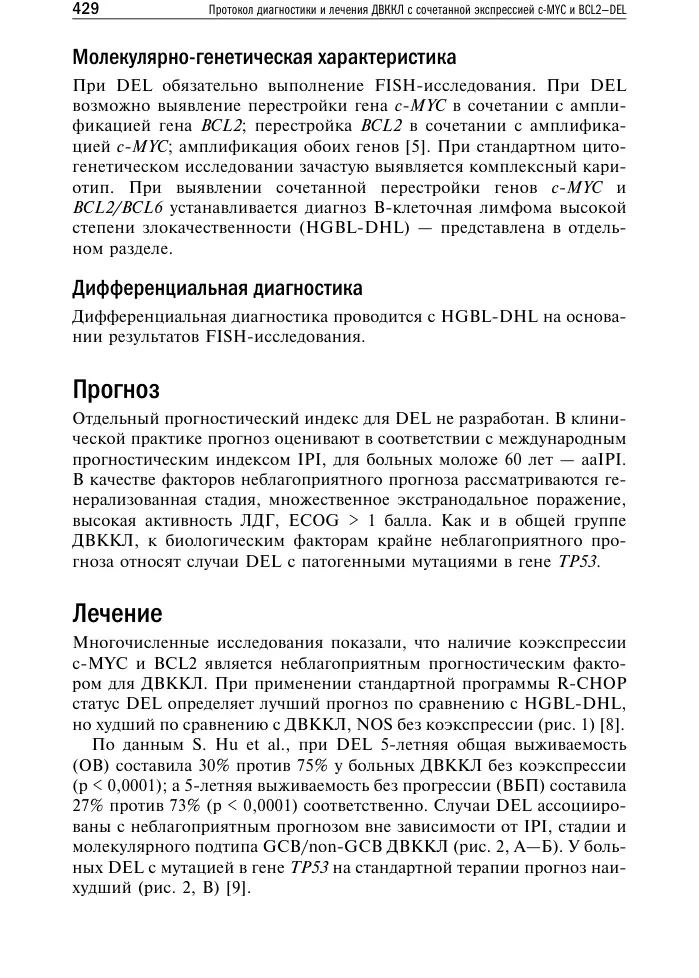 429 Протокол диагностики и лечения ДВККЛ с сочетанной экспрессией c-MYC и BCL2—DEL
Молекулярно-генетическая характеристика
При DEL обязательно выполнение FISH-исследования. При DEL
возможно выявление перестройки гена c-MYC в сочетании с ампли-
фикацией гена BCL2; перестройка BCL2 в сочетании с амплифика-
цией c-MYC; амплификация обоих генов [5]. При стандартном цито-
генетическом исследовании зачастую выявляется комплексный кари-
отип. При выявлении сочетанной перестройки генов c-MYC и
BCL2/BCL6 устанавливается диагноз В-клеточная лимфома высокой
степени злокачественности (HGBL-DHL) — представлена в отдель-
ном разделе.
Дифференциальная диагностика
Дифференциальная диагностика проводится с HGBL-DHL на основа-
нии результатов FISH-исследования.
Прогноз
Отдельный прогностический индекс для DEL не разработан. В клини-
ческой практике прогноз оценивают в соответствии с международным
прогностическим индексом IPI, для больных моложе 60 лет — aaIPI.
В качестве факторов неблагоприятного прогноза рассматриваются ге-
нерализованная стадия, множественное экстранодальное поражение,
высокая активность ЛДГ, ECOG > 1 балла. Как и в общей группе
ДВККЛ, к биологическим факторам крайне неблагоприятного про-
гноза относят случаи DEL с патогенными мутациями в гене TP53.
Лечение
Многочисленные исследования показали, что наличие коэкспрессии
c-MYC и BCL2 является неблагоприятным прогностическим факто-
ром для ДВККЛ. При применении стандартной программы R-CHOP
статус DEL определяет лучший прогноз по сравнению с HGBL-DHL,
но худший по сравнению с ДВККЛ, NOS без коэкспрессии (рис. 1) [8].
По данным S. Hu et al., при DEL 5-летняя общая выживаемость
(ОВ) составила 30% против 75% у больных ДВККЛ без коэкспрессии
(p < 0,0001); а 5-летняя выживаемость без прогрессии (ВБП) составила
27% против 73% (p < 0,0001) соответственно. Случаи DEL ассоцииро-
ваны с неблагоприятным прогнозом вне зависимости от IPI, стадии и
молекулярного подтипа GCB/non-GCB ДВККЛ (рис. 2, А—Б). У боль-
ных DEL с мутацией в гене TP53 на стандартной терапии прогноз наи-
худший (рис. 2, В) [9].